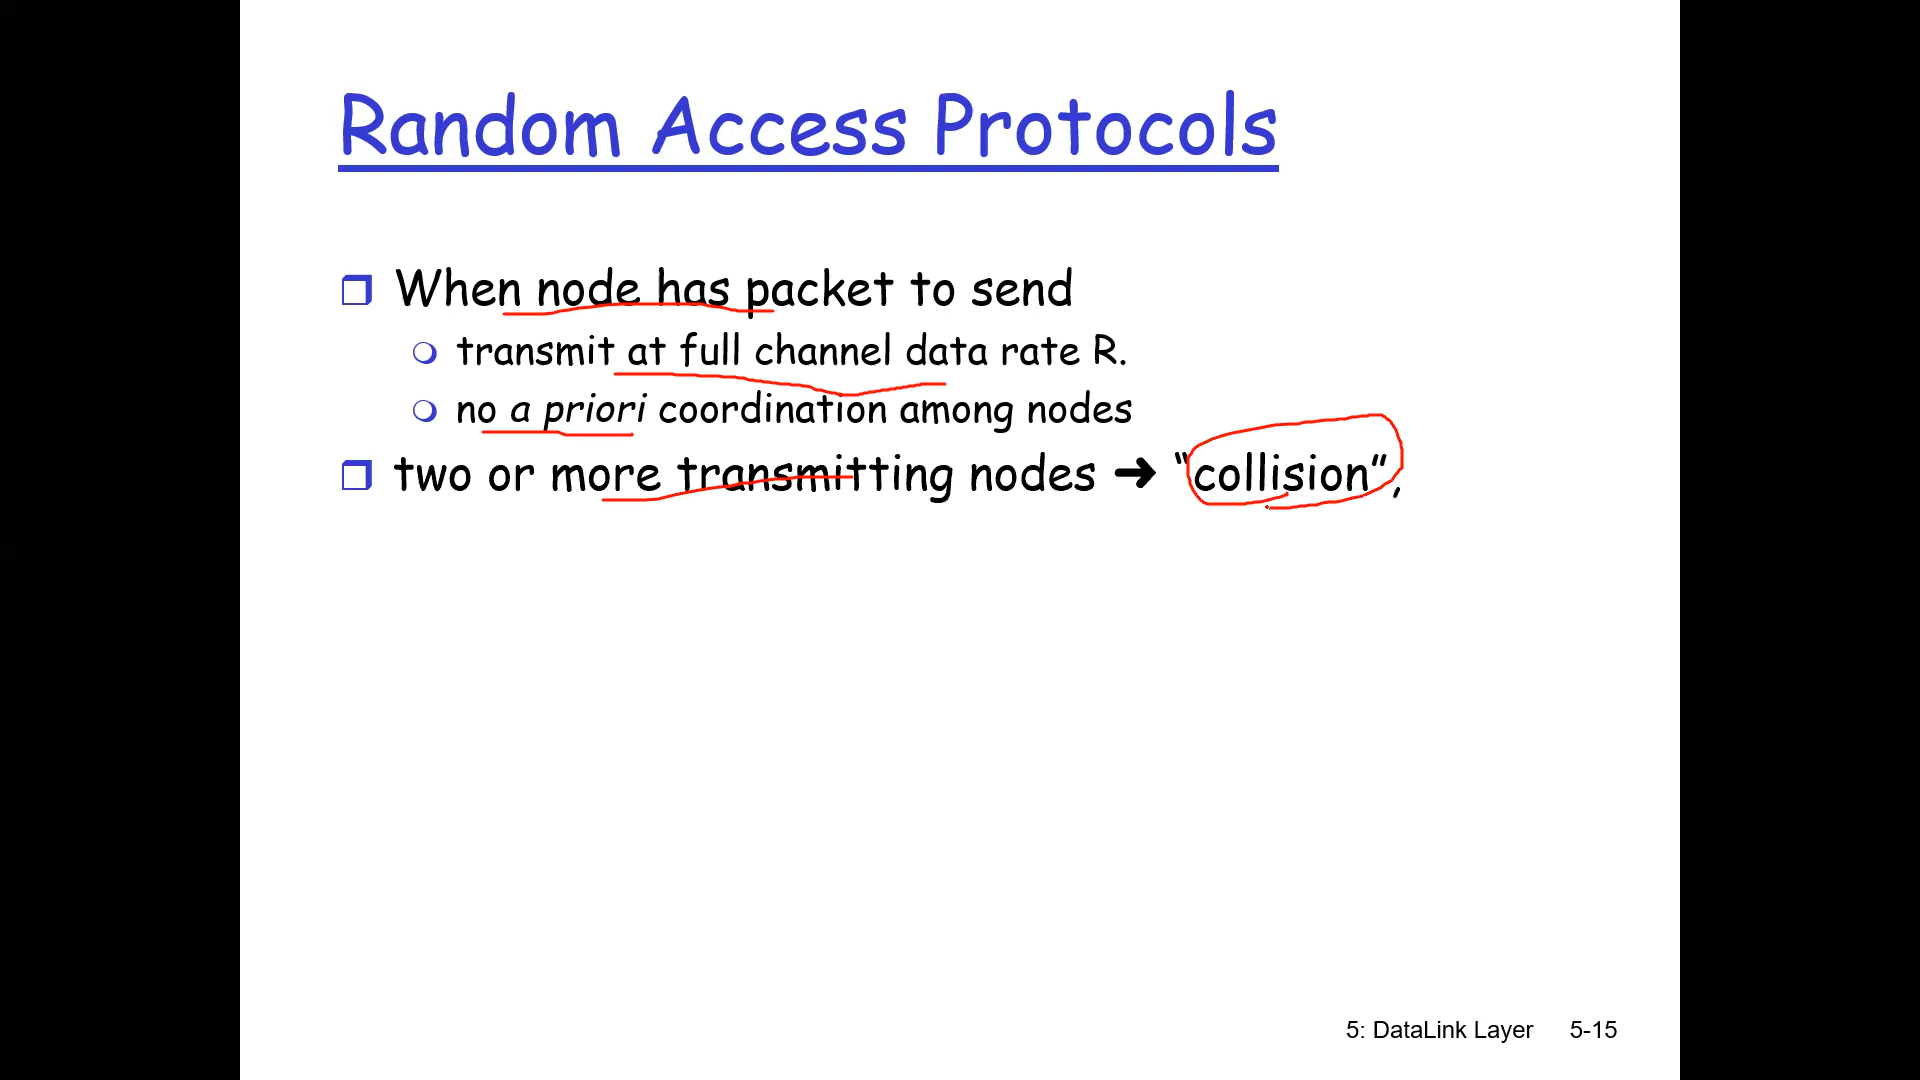 Random Access Protocols
When node has packet to send
transmit at full channel data rate R.
no a priori coordination among nodes
two or more transmitting nodes ➜ “collision”,
5: DataLink Layer 5-15